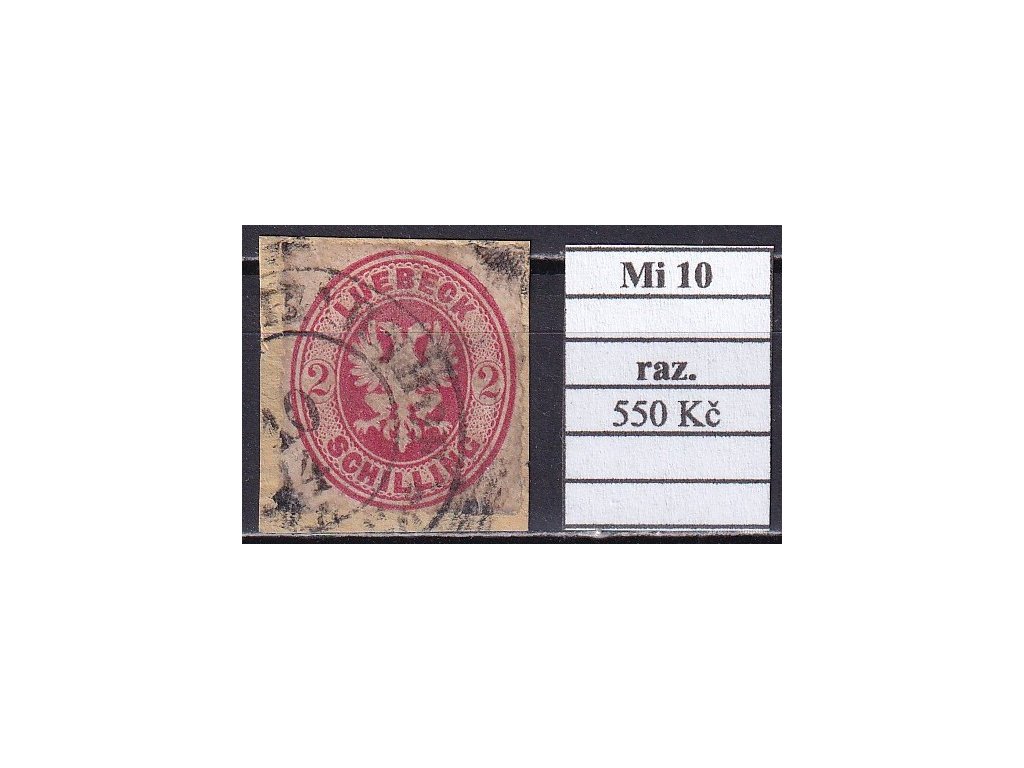 LUEBECK
2 2
SCHILLING
Mi 10
raz.
550 Kč